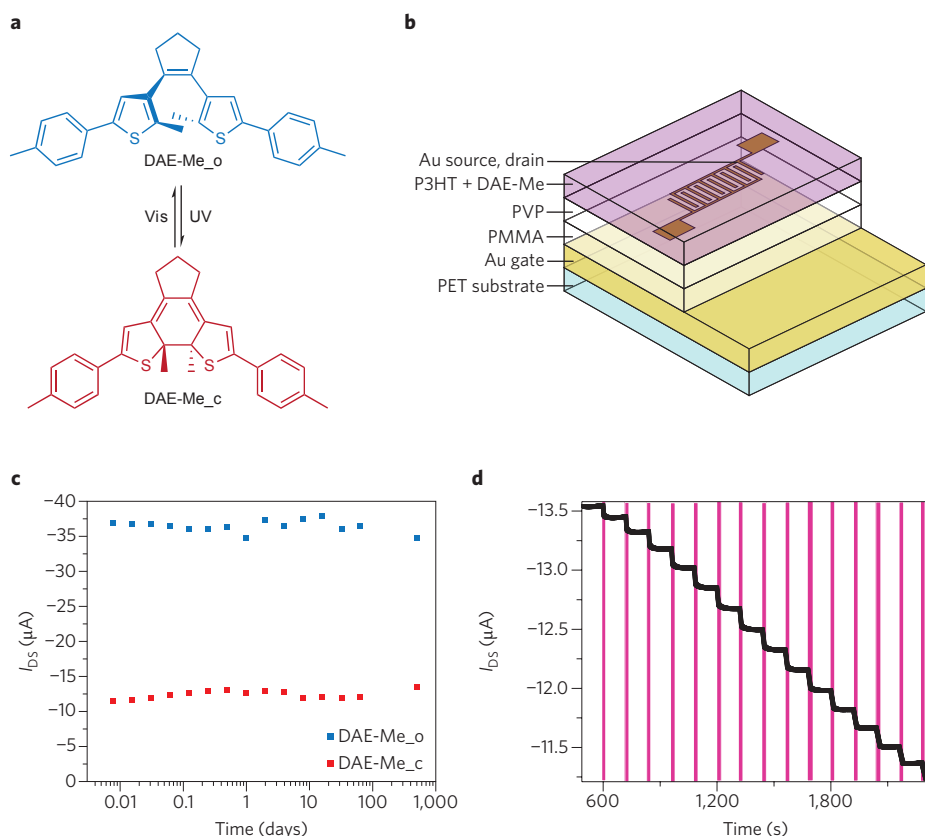 a
S
S
DAE-Me_o
Vis
UV
S
S
DAE-Me_c
b
Au source, drain
P3HT + DAE-Me
PVP
PMMA
Au gate
PET substrate
c
−40
−35
−30
−25
−20
−15
−10
−5
0
I_DS (μA)
DAE-Me_o
DAE-Me_c
0.01
0.1
1
10
100
1,000
Time (days)
d
−13.5
−13.0
−12.5
−12.0
−11.5
I_DS (μA)
600
1,200
1,800
Time (s)